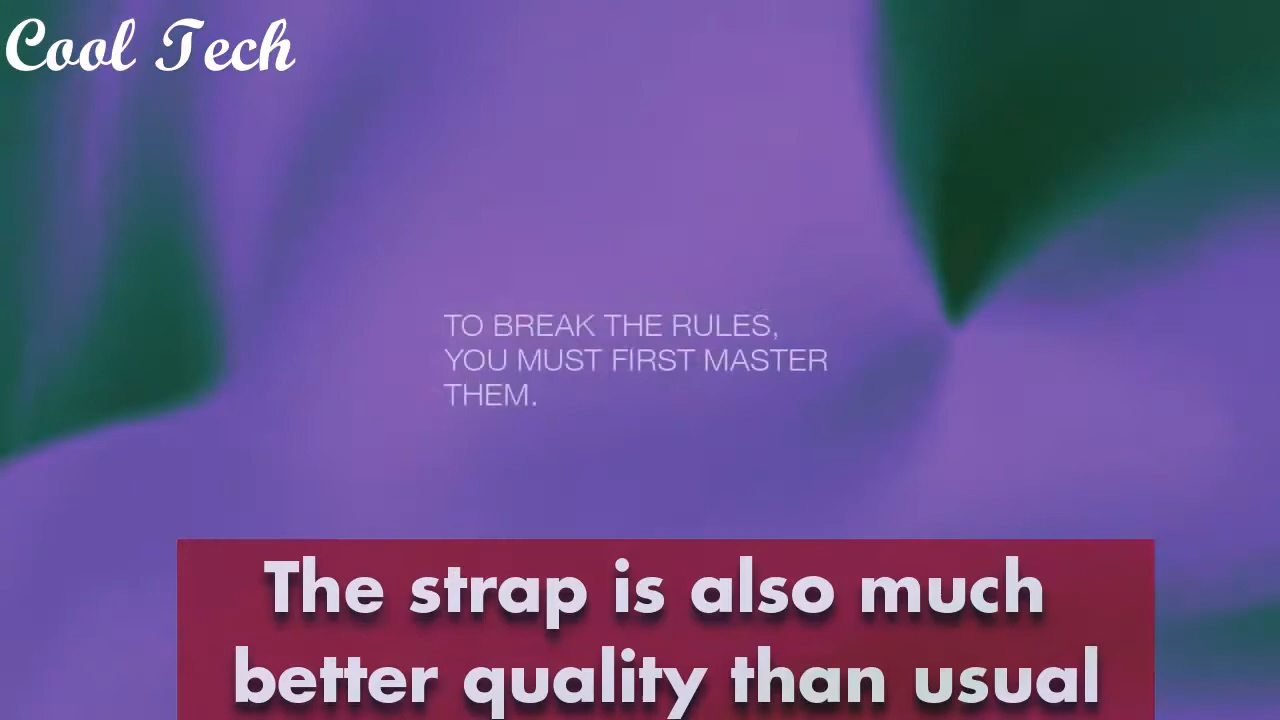 Cool Tech
TO BREAK THE RULES,
YOU MUST FIRST MASTER
THEM.
The strap is also much
better quality than usual